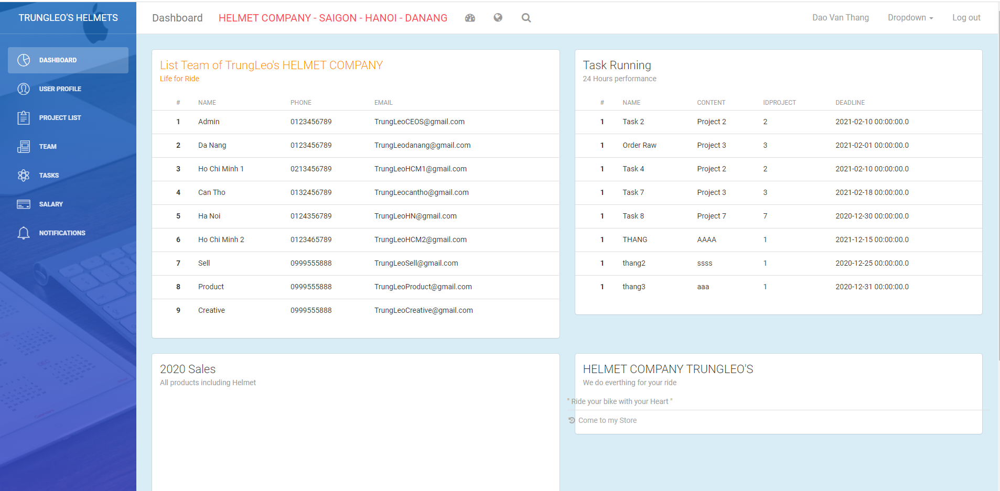 TRUNGLEO'S HELMETS
Dashboard HELMET COMPANY - SAIGON - HANOI - DANANG Dao Van Thang Dropdown Log out
DASHBOARD
USER PROFILE
PROJECT LIST
TEAM
TASKS
SALARY
NOTIFICATIONS
List Team of TrungLeo's HELMET COMPANY
Life for Ride
# NAME PHONE EMAIL
1 Admin 0123456789 TrungLeoCEOS@gmail.com
2 Da Nang 0123456789 TrungLeodanang@gmail.com
3 Ho Chi Minh 1 0213456789 TrungLeoHCM1@gmail.com
4 Can Tho 0132456789 TrungLeocantho@gmail.com
5 Ha Noi 0124356789 TrungLeoHN@gmail.com
6 Ho Chi Minh 2 0123465789 TrungLeoHCM2@gmail.com
7 Sell 0999555888 TrungLeoSell@gmail.com
8 Product 0999555888 TrungLeoProduct@gmail.com
9 Creative 0999555888 TrungLeoCreative@gmail.com
Task Running
24 Hours performance
# NAME CONTENT IDPROJECT DEADLINE
1 Task 2 Project 2 2 2021-02-10 00:00:00.0
1 Order Raw Project 3 3 2021-02-01 00:00:00.0
1 Task 4 Project 2 2 2021-02-10 00:00:00.0
1 Task 7 Project 3 3 2021-02-18 00:00:00.0
1 Task 8 Project 7 7 2020-12-30 00:00:00.0
1 THANG AAAA 1 2021-12-15 00:00:00.0
1 thang2 ssss 1 2020-12-25 00:00:00.0
1 thang3 aaa 1 2020-12-31 00:00:00.0
2020 Sales
All products including Helmet
HELMET COMPANY TRUNGLEO'S
We do everthing for your ride
" Ride your bike with your Heart "
Come to my Store